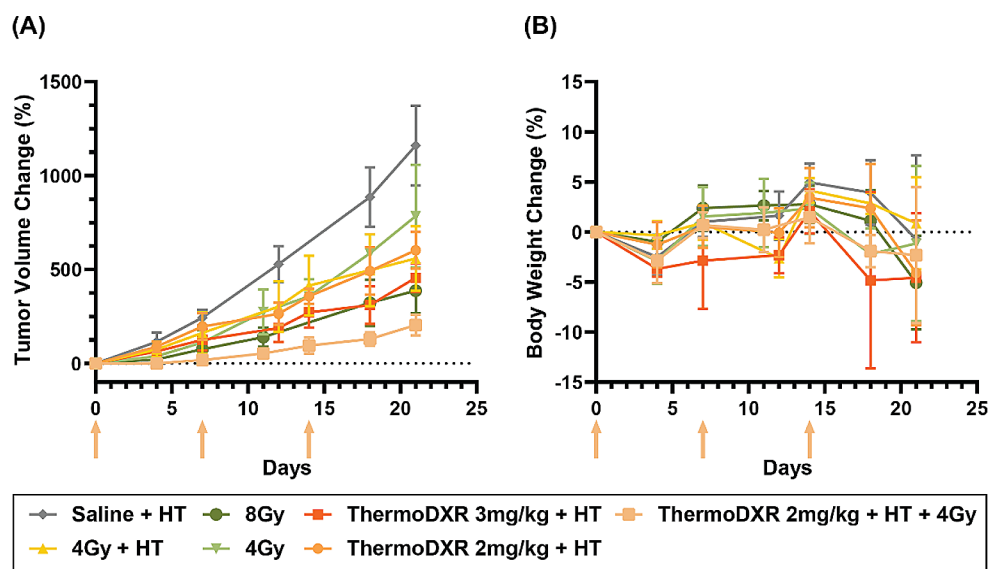 (A)
(B)
Tumor Volume Change (%)
1500
1000
500
0
0 5 10 15 20 25
Days
Body Weight Change (%)
15
10
5
0
-5
-10
-15
0 5 10 15 20 25
Days
Saline + HT 8Gy ThermoDXR 3mg/kg + HT ThermoDXR 2mg/kg + HT + 4Gy
4Gy + HT 4Gy ThermoDXR 2mg/kg + HT